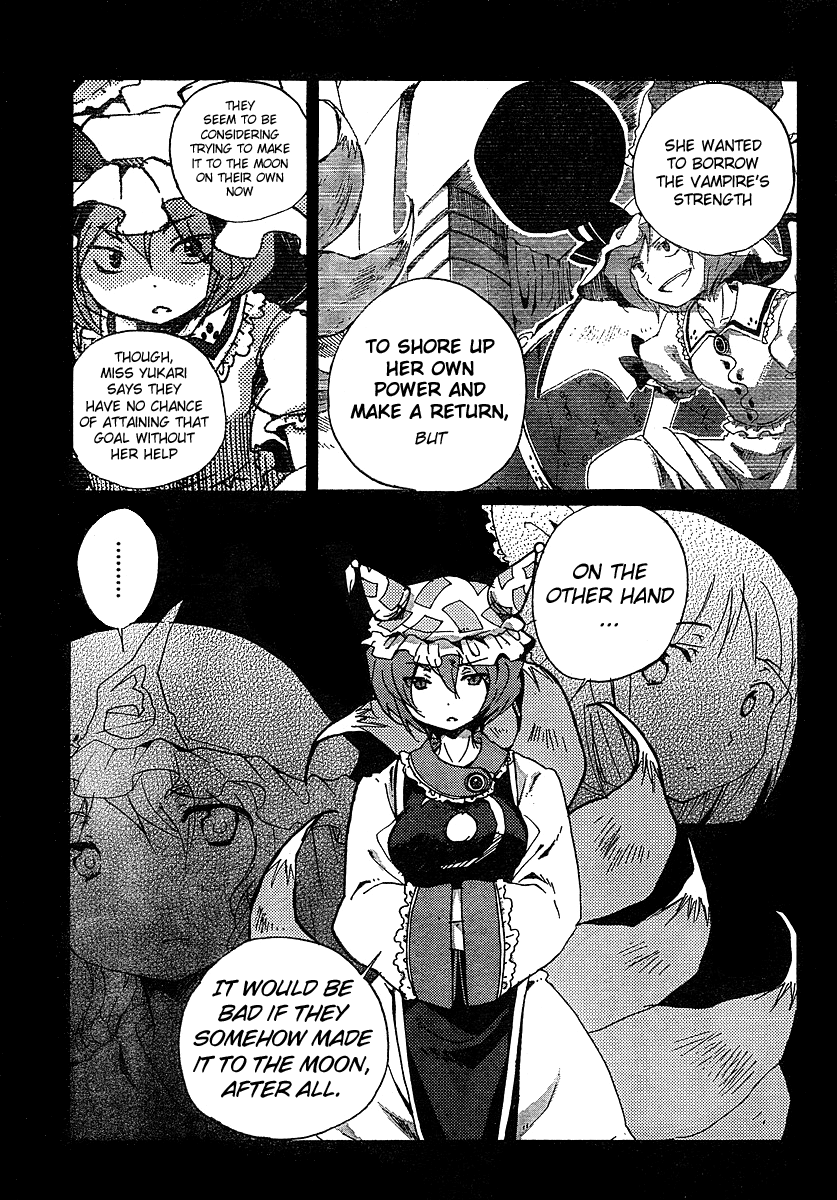 SHE WANTED
TO BORROW
THE VAMPIRE'S
STRENGTH
TO SHORE UP
HER OWN
POWER AND
MAKE A RETURN,
BUT
THEY
SEEM TO BE
CONSIDERING
TRYING TO MAKE
IT TO THE MOON
ON THEIR OWN
NOW
THOUGH,
MISS YUKARI
SAYS THEY
HAVE NO CHANCE
OF ATTAINING THAT
GOAL WITHOUT
HER HELP
ON THE
OTHER HAND
...
.........
IT WOULD BE
BAD IF THEY
SOMEHOW MADE
IT TO THE MOON,
AFTER ALL.